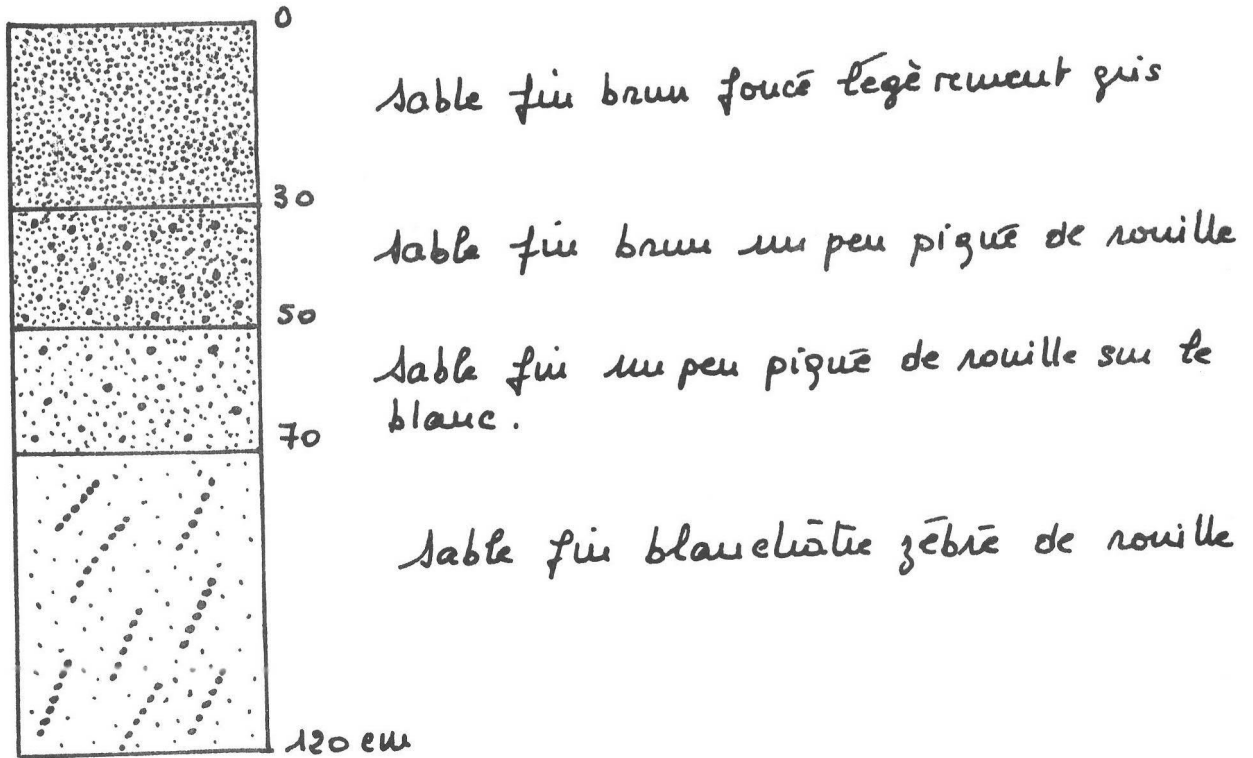 0
sable fin brun foncé légèrement gris
30
sable fin brun un peu piqué de rouille
50
sable fin un peu piqué de rouille sur le
blanc.
70
sable fin blanchâtre zébré de rouille
120 cm